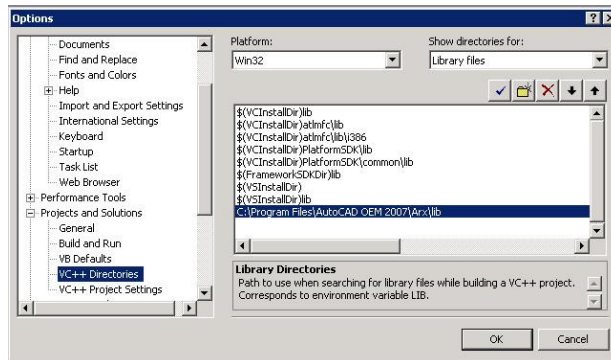 Options
Documents
Find and Replace
Fonts and Colors
Help
Import and Export Settings
International Settings
Keyboard
Startup
Task List
Web Browser
Performance Tools
Projects and Solutions
General
Build and Run
VB Defaults
VC++ Directories
VC++ Project Settings
Platform:
Win32
Show directories for:
Library files
$(VCInstallDir)lib
$(VCInstallDir)atlmfc\lib
$(VCInstallDir)atlmfc\lib\i386
$(VCInstallDir)PlatformSDK\lib
$(VCInstallDir)PlatformSDK\common\lib
$(FrameworkSDKDir)lib
$(VSInstallDir)
$(VSInstallDir)lib
C:\Program Files\AutoCAD OEM 2007\Arx\lib
Library Directories
Path to use when searching for library files while building a VC++ project.
Corresponds to environment variable LIB.
OK
Cancel